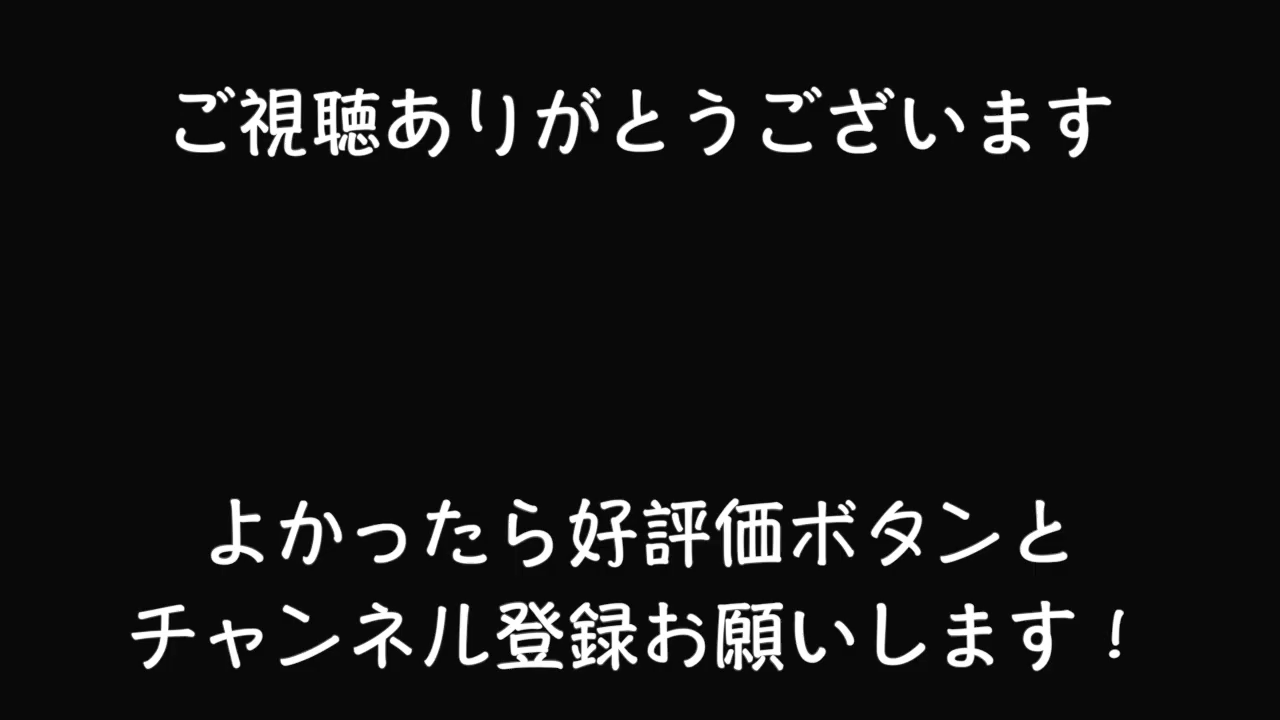 ご視聴ありがとうございます
よかったら好評価ボタンと
チャンネル登録お願いします！